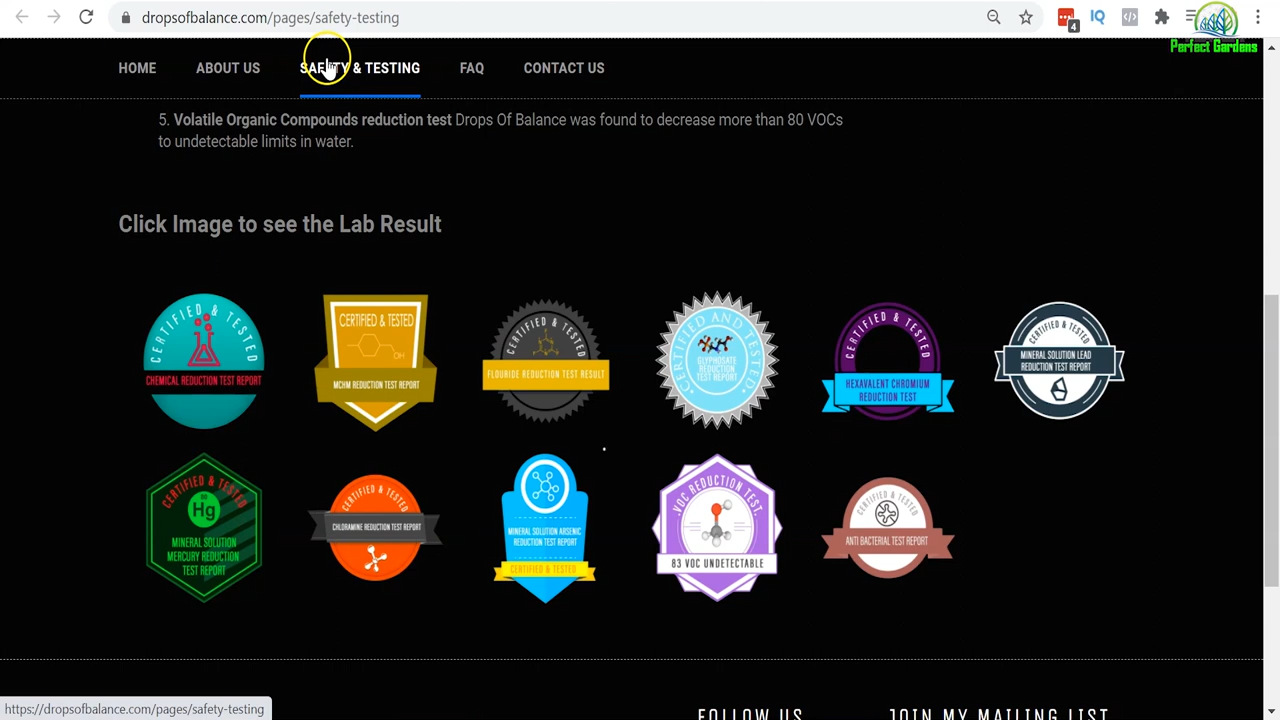 dropsofbalance.com/pages/safety-testing
4
IQ
Perfect Gardens
HOME
ABOUT US
SAFETY & TESTING
FAQ
CONTACT US
5. Volatile Organic Compounds reduction test Drops Of Balance was found to decrease more than 80 VOCs
to undetectable limits in water.
Click Image to see the Lab Result
CERTIFIED & TESTED
CHEMICAL REDUCTION TEST REPORT
CERTIFIED & TESTED
OH
MCHM REDUCTION TEST REPORT
CERTIFIED & TESTED
FLOURIDE REDUCTION TEST RESULT
CERTIFIED AND TESTED
GLYPHOSATE
REDUCTION
TEST REPORT
CERTIFIED & TESTED
HEXAVALENT CHROMIUM
REDUCTION TEST
CERTIFIED & TESTED
MINERAL SOLUTION LEAD
REDUCTION TEST REPORT
CERTIFIED & TESTED
Hg
MINERAL SOLUTION
MERCURY REDUCTION
TEST REPORT
CERTIFIED & TESTED
CHLORAMINE REDUCTION TEST REPORT
MINERAL SOLUTION ARSENIC
REDUCTION TEST REPORT
CERTIFIED & TESTED
VOC REDUCTION TEST.
83 VOC UNDETECTABLE
CERTIFIED & TESTED
ANTI BACTERIAL TEST REPORT
https://dropsofbalance.com/pages/safety-testing
FOLLOW US
JOIN MY MAILING LIST